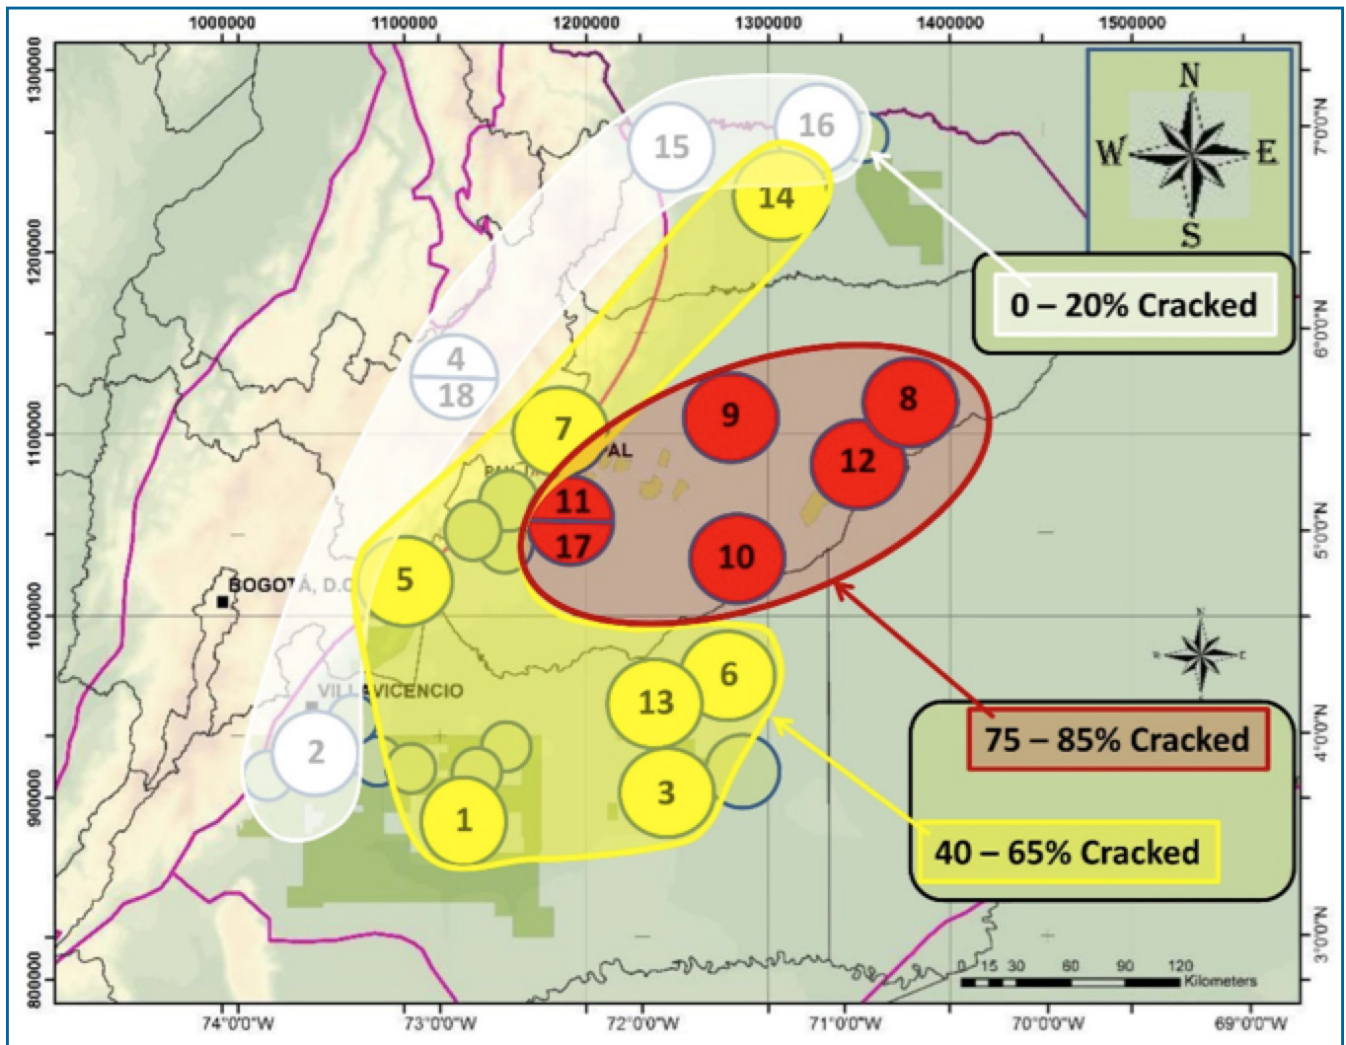 1000000 11000000 1200000 13000000 14000000 1500000
1300000
1200000
1100000
1000000
900000
800000
N
W E
S
7°0'0"N
6°0'0"N
5°0'0"N
4°0'0"N
3°0'0"N
16
15
14
0 – 20% Cracked
4
18
8
9
7
AL
12
11
17
10
5
BOGOTÁ, D.C
N
E
6
VILLAVICENCIO
13
75 – 85% Cracked
2
3
1
40 – 65% Cracked
0 15 30 60 90 120
Kilometers
74°0'0"W 73°0'0"W 72°0'0"W 71°0'0"W 70°0'0"W 69°0'0"W